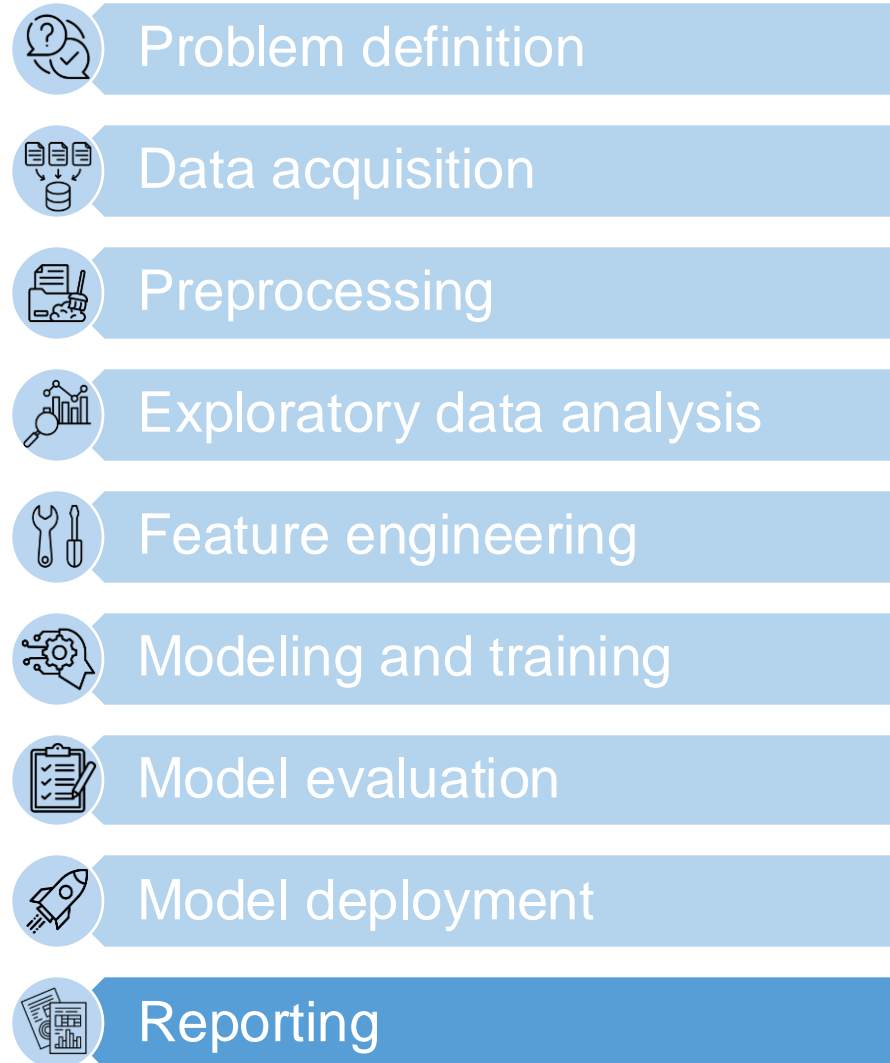 Problem definition
Data acquisition
Preprocessing
Exploratory data analysis
Feature engineering
Modeling and training
Model evaluation
Model deployment
Reporting